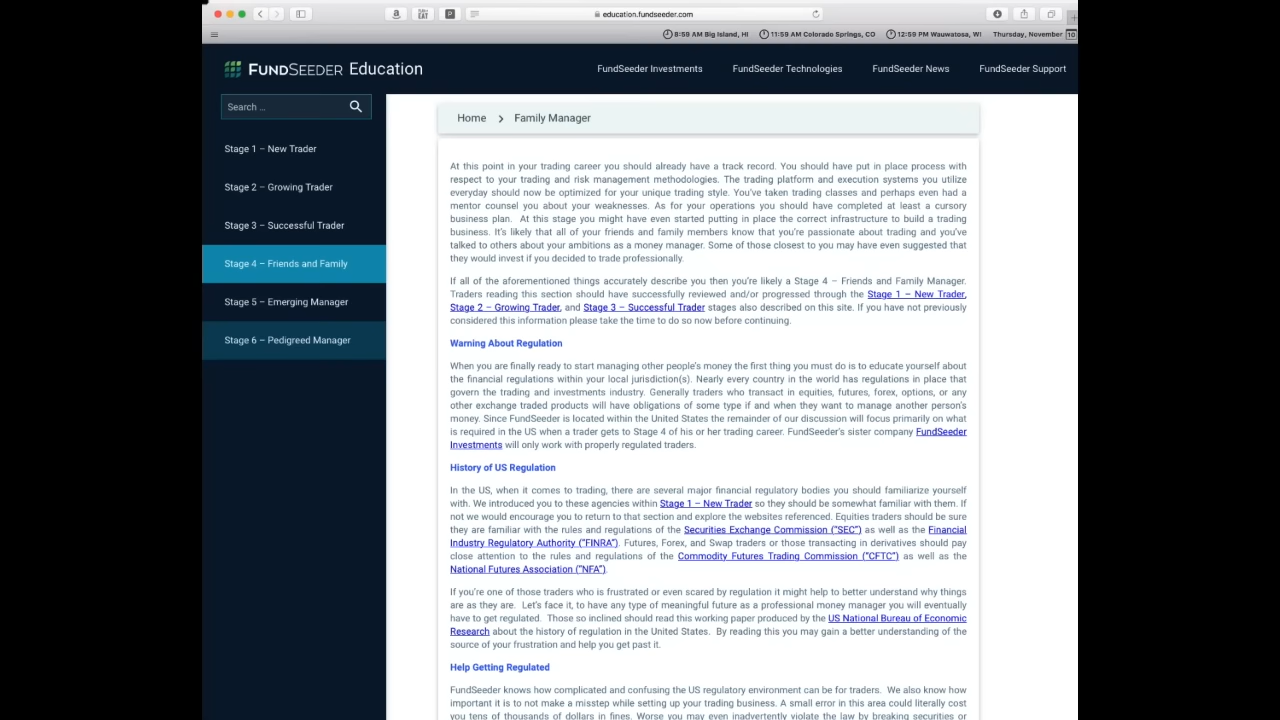 education.fundseeder.com
8:59 AM Big Island, HI 11:59 AM Colorado Springs, CO 12:59 PM Wauwatosa, WI Thursday, November 10
FUNDSEEDER Education
FundSeeder Investments FundSeeder Technologies FundSeeder News FundSeeder Support
Search ...
Stage 1 – New Trader
Stage 2 – Growing Trader
Stage 3 – Successful Trader
Stage 4 – Friends and Family
Stage 5 – Emerging Manager
Stage 6 – Pedigreed Manager
Home > Family Manager
At this point in your trading career you should already have a track record. You should have put in place process with
respect to your trading and risk management methodologies. The trading platform and execution systems you utilize
everyday should now be optimized for your unique trading style. You've taken trading classes and perhaps even had a
mentor counsel you about your weaknesses. As for your operations you should have completed at least a cursory
business plan. At this stage you might have even started putting in place the correct infrastructure to build a trading
business. It's likely that all of your friends and family members know that you're passionate about trading and you've
talked to others about your ambitions as a money manager. Some of those closest to you may have even suggested that
they would invest if you decided to trade professionally.
If all of the aforementioned things accurately describe you then you're likely a Stage 4 – Friends and Family Manager.
Traders reading this section should have successfully reviewed and/or progressed through the Stage 1 – New Trader,
Stage 2 – Growing Trader, and Stage 3 – Successful Trader stages also described on this site. If you have not previously
considered this information please take the time to do so now before continuing.
Warning About Regulation
When you are finally ready to start managing other people's money the first thing you must do is to educate yourself about
the financial regulations within your local jurisdiction(s). Nearly every country in the world has regulations in place that
govern the trading and investments industry. Generally traders who transact in equities, futures, forex, options, or any
other exchange traded products will have obligations of some type if and when they want to manage another person's
money. Since FundSeeder is located within the United States the remainder of our discussion will focus primarily on what
is required in the US when a trader gets to Stage 4 of his or her trading career. FundSeeder's sister company FundSeeder
Investments will only work with properly regulated traders.
History of US Regulation
In the US, when it comes to trading, there are several major financial regulatory bodies you should familiarize yourself
with. We introduced you to these agencies within Stage 1 – New Trader so they should be somewhat familiar with them. If
not we would encourage you to return to that section and explore the websites referenced. Equities traders should be sure
they are familiar with the rules and regulations of the Securities Exchange Commission ("SEC") as well as the Financial
Industry Regulatory Authority ("FINRA"). Futures, Forex, and Swap traders or those transacting in derivatives should pay
close attention to the rules and regulations of the Commodity Futures Trading Commission ("CFTC") as well as the
National Futures Association ("NFA").
If you're one of those traders who is frustrated or even scared by regulation it might help to better understand why things
are as they are. Let's face it, to have any type of meaningful future as a professional money manager you will eventually
have to get regulated. Those so inclined should read this working paper produced by the US National Bureau of Economic
Research about the history of regulation in the United States. By reading this you may gain a better understanding of the
source of your frustration and help you get past it.
Help Getting Regulated
FundSeeder knows how complicated and confusing the US regulatory environment can be for traders. We also know how
important it is to not make a misstep while setting up your trading business. A small error in this area could literally cost
you tens of thousands of dollars in fines. Worse you may even inadvertently violate the law by breaking securities or